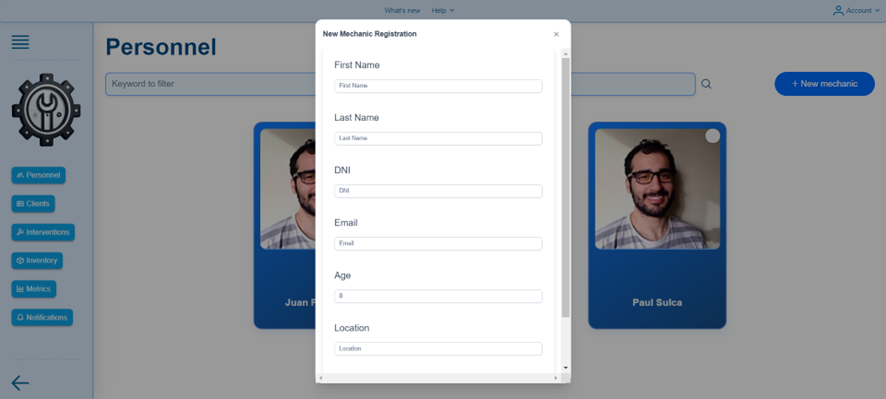 What's new
Help
Account
Personnel
Keyword to filter
+ New mechanic
Personnel
Clients
Interventions
Inventory
Metrics
Notifications
Juan
Paul Sulca
New Mechanic Registration
×
First Name
First Name
Last Name
Last Name
DNI
DNI
Email
Email
Age
0
Location
Location